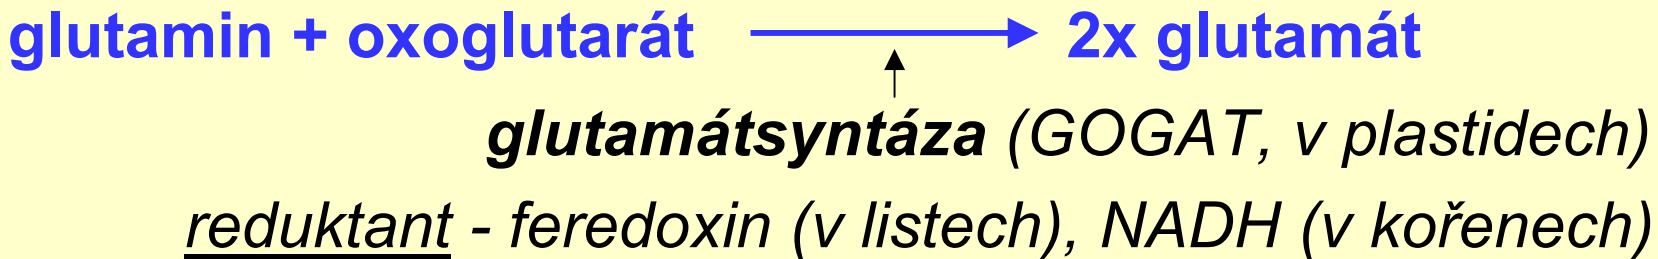 glutamin + oxoglutarát 2x glutamát
glutamátsyntáza (GOGAT, v plastidech)
reduktant - feredoxin (v listech), NADH (v kořenech)